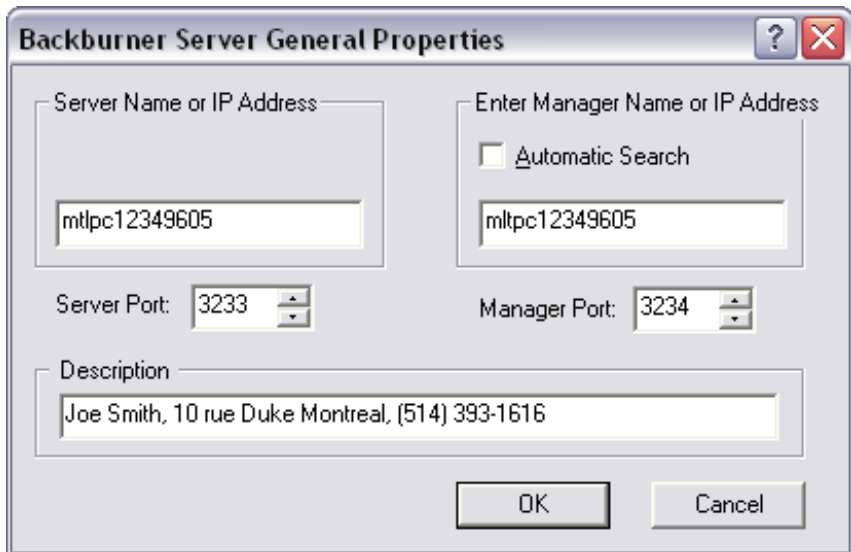 Backburner Server General Properties
Server Name or IP Address
mtlpc12349605
Enter Manager Name or IP Address
Automatic Search
mltpc12349605
Server Port: 3233
Manager Port: 3234
Description
Joe Smith, 10 rue Duke Montreal, (514) 393-1616
OK Cancel